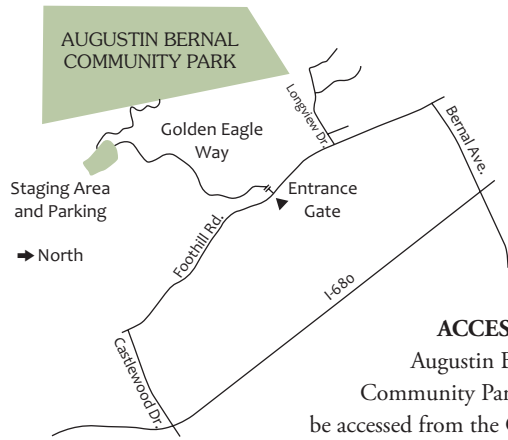 AUGUSTIN BERNAL
COMMUNITY PARK
Longview Dr.
Bernal Ave.
Golden Eagle
Way
Staging Area
and Parking
Entrance
Gate
North
Foothill Rd.
I-680
Castlewood Dr.
Augustin
Community
be accessed from the